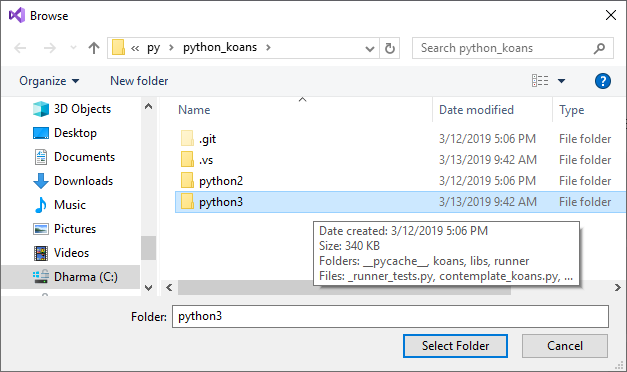 Browse
« py › python_koans ›
Search python_koans
Organize New folder ?
Name Date modified Type
3D Objects
Desktop
Documents
Downloads
Music
Pictures
Videos
Dharma (C:)
.git 3/12/2019 5:06 PM File folder
.vs 3/13/2019 9:42 AM File folder
python2 3/12/2019 5:06 PM File folder
python3 3/13/2019 9:42 AM File folder
Date created: 3/12/2019 5:06 PM
Size: 340 KB
Folders: __pycache__, koans, libs, runner
Files: _runner_tests.py, contemplate_koans.py, ...
Folder: python3
Select Folder Cancel